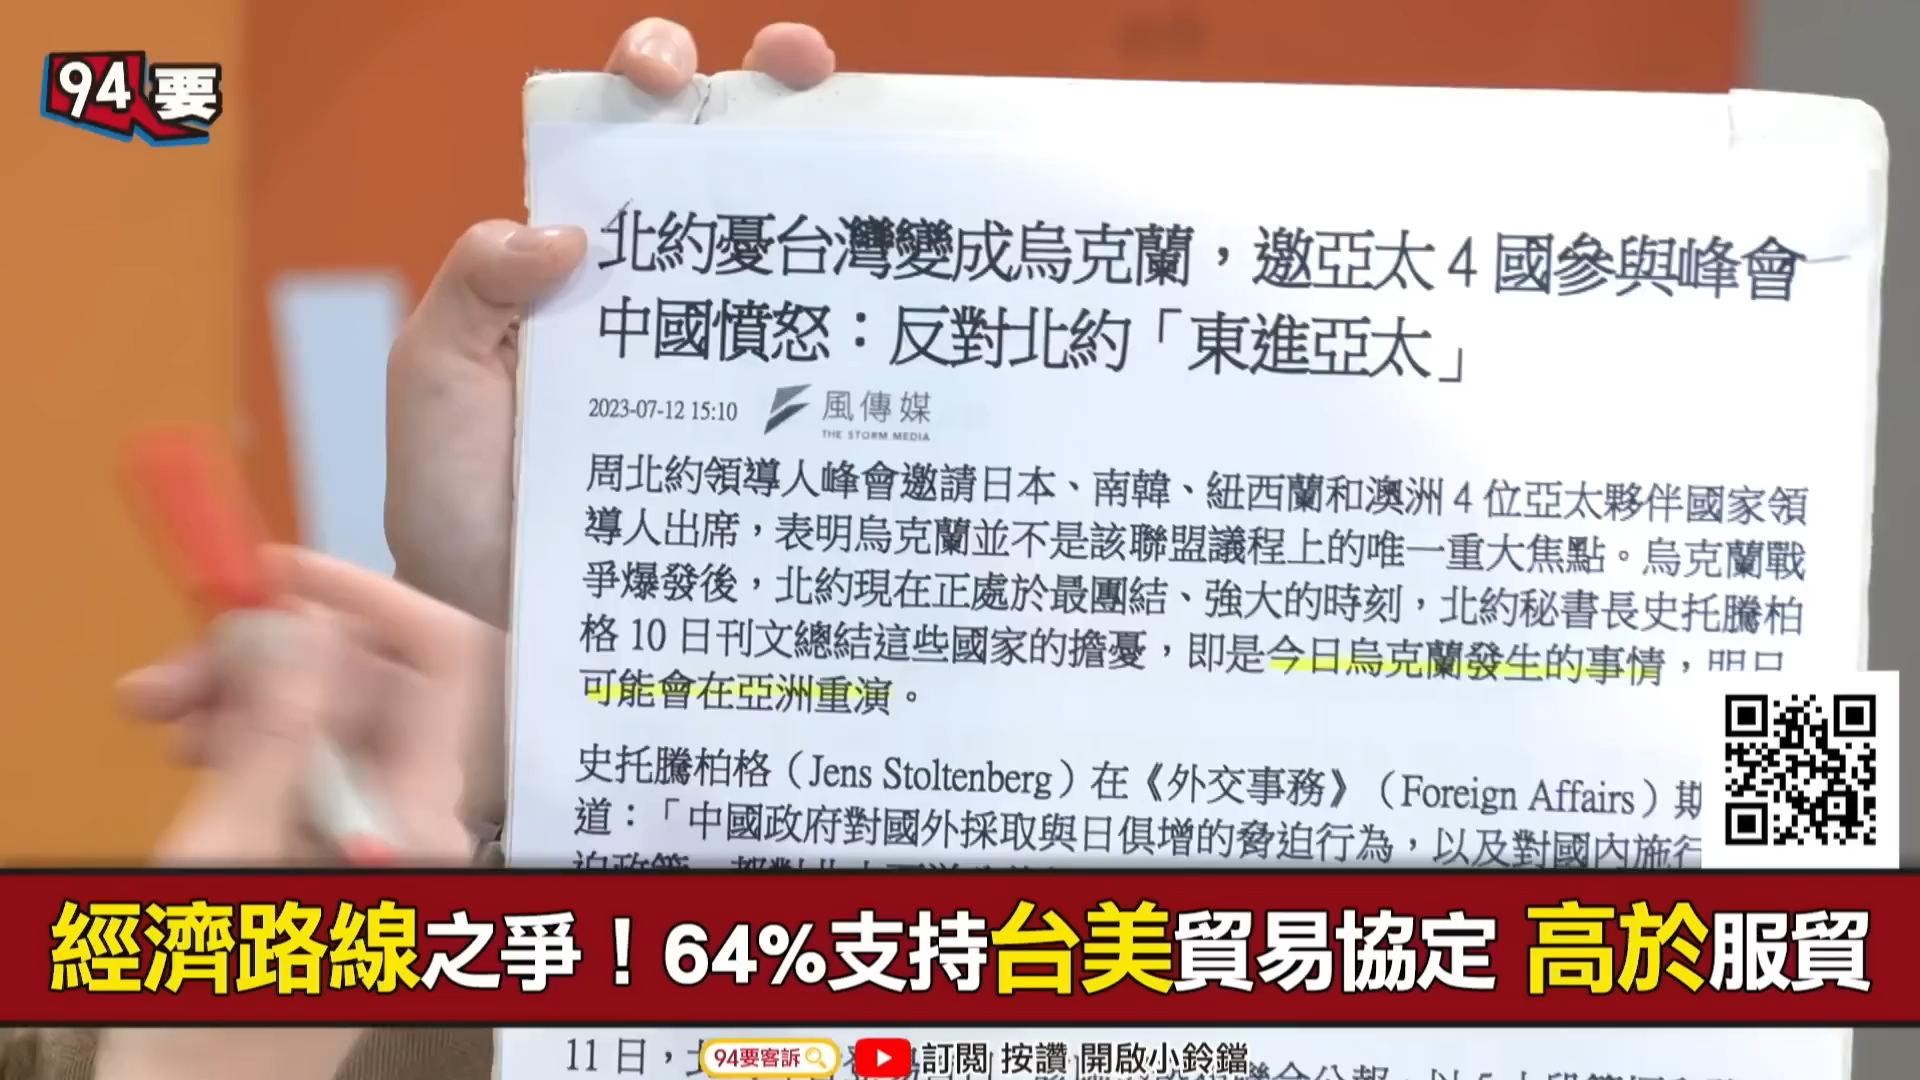 94要
北約憂台灣變成烏克蘭，邀亞太4國參與峰會
中國憤怒：反對北約「東進亞太」
2023-07-12 15:10
風傳媒
THE STORM MEDIA
周北約領導人峰會邀請日本、南韓、紐西蘭和澳洲4位亞太夥伴國家領
導人出席，表明烏克蘭並不是該聯盟議程上的唯一重大焦點。烏克蘭戰
爭爆發後，北約現在正處於最團結、強大的時刻，北約秘書長史托騰柏
格10日刊文總結這些國家的擔憂，即是今日烏克蘭發生的事情，明日
可能會在亞洲重演。
史托騰柏格（Jens Stoltenberg）在《外交事務》（Foreign Affairs）
道：「中國政府對國外採取與日俱增的脅迫行為，以及對國內施行
經濟路線之爭！64%支持台美貿易協定 高於服貿
11日，
94要客訴
訂閱 按讚 開啟小鈴鐺